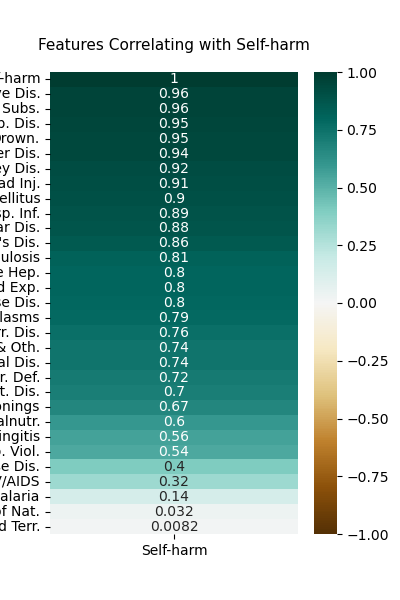 Features Correlating with Self-harm
-harm 1
e Dis. 0.96
Subs. 0.96
. Dis. 0.95
rown. 0.95
er Dis. 0.94
ey Dis. 0.92
ad Inj. 0.91
ellitus 0.9
sp. Inf. 0.89
ar Dis. 0.88
's Dis. 0.86
ulosis 0.81
e Hep. 0.8
d Exp. 0.8
se Dis. 0.8
lasms 0.79
rr. Dis. 0.76
& Oth. 0.74
al Dis. 0.74
r. Def. 0.72
t. Dis. 0.7
onings 0.67
alnutr. 0.6
ingitis 0.56
. Viol. 0.54
e Dis. 0.4
/AIDS 0.32
alaria 0.14
of Nat. 0.032
d Terr. 0.0082
Self-harm
1.00
0.75
0.50
0.25
0.00
−0.25
−0.50
−0.75
−1.00